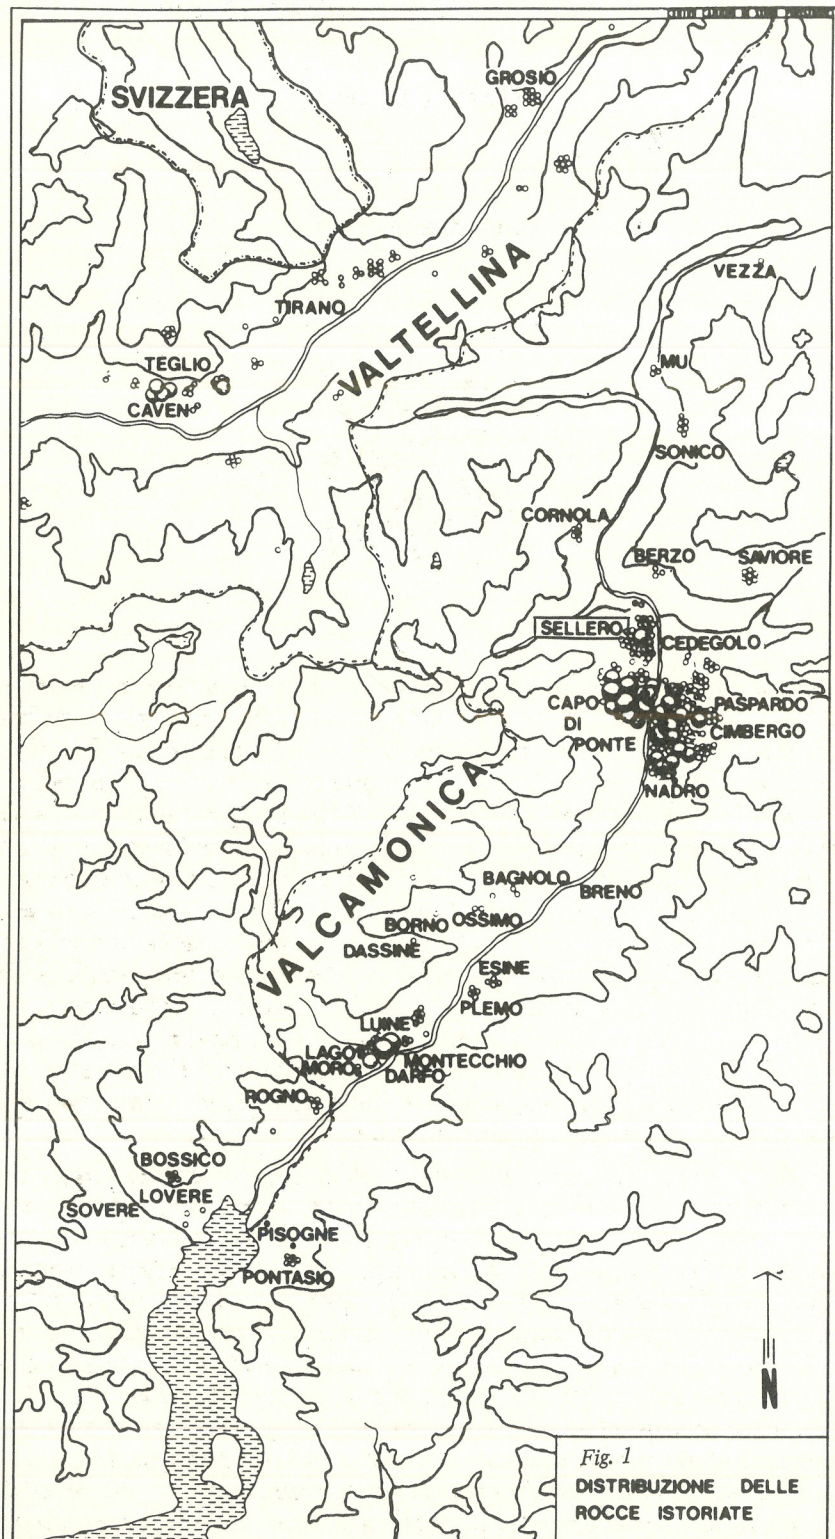 GROSIO
SVIZZERA
VEZZA
TIRANO
VALTELLINA
TEGLIO
MU
CAVEN
SONICO
CORNOLA
BERZO
SAVIORE
SELLERO
CEDEGOLO
CAPO
DI
PONTE
PASPARDO
CIMBERGO
NADRO
VALCAMONICA
BAGNOLO
BRENO
BORNO
OSSIMO
DASSINE
ESINE
PLEMO
LUINE
LAGO
MORO
MONTECCHIO
DARFO
ROGNO
BOSSICO
LOVERE
SOVERE
PISOGNE
PONTASIO
N
Fig. 1
DISTRIBUZIONE DELLE
ROCCE ISTORIATE